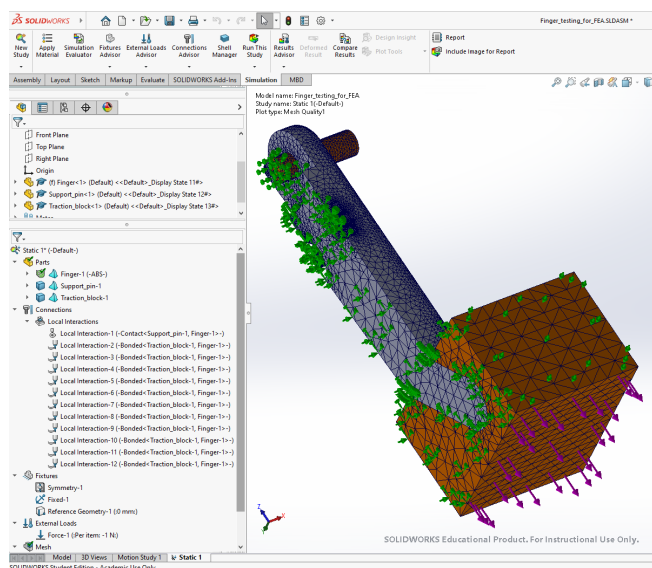 SOLIDWORKS
Finger_testing_for_FEA.SLDASM *
New Study
Apply Material
Simulation Evaluator
Fixtures Advisor
External Loads Advisor
Connections Advisor
Shell Manager
Run This Study
Results Advisor
Deformed Result
Compare Results
Design Insight
Plot Tools
Report
Include Image for Report
Assembly Layout Sketch Markup Evaluate SOLIDWORKS Add-Ins Simulation MBD
Model name: Finger_testing_for_FEA
Study name: Static 1(-Default-)
Plot type: Mesh Quality1
Front Plane
Top Plane
Right Plane
Origin
(f) Finger<1> (Default) <<Default>_Display State 11#>
Support_pin<1> (Default) <<Default>_Display State 12#>
Traction_block<1> (Default) <<Default>_Display State 13#>
Static 1* (-Default-)
Parts
Finger-1 (-ABS-)
Support_pin-1
Traction_block-1
Connections
Local Interactions
Local Interaction-1 (-Contact<Support_pin-1, Finger-1>-)
Local Interaction-2 (-Bonded<Traction_block-1, Finger-1>-)
Local Interaction-3 (-Bonded<Traction_block-1, Finger-1>-)
Local Interaction-4 (-Bonded<Traction_block-1, Finger-1>-)
Local Interaction-5 (-Bonded<Traction_block-1, Finger-1>-)
Local Interaction-6 (-Bonded<Traction_block-1, Finger-1>-)
Local Interaction-7 (-Bonded<Traction_block-1, Finger-1>-)
Local Interaction-8 (-Bonded<Traction_block-1, Finger-1>-)
Local Interaction-9 (-Bonded<Traction_block-1, Finger-1>-)
Local Interaction-10 (-Bonded<Traction_block-1, Finger-1>-)
Local Interaction-11 (-Bonded<Traction_block-1, Finger-1>-)
Local Interaction-12 (-Bonded<Traction_block-1, Finger-1>-)
Fixtures
Symmetry-1
Fixed-1
Reference Geometry-1 (:0 mm:)
External Loads
Force-1 (:Per item: -1 N:)
Mesh
z
x
SOLIDWORKS Educational Product. For Instructional Use Only.
Model 3D Views Motion Study 1 Static 1
SOLIDWORKS Student Edition - Academic Use Only